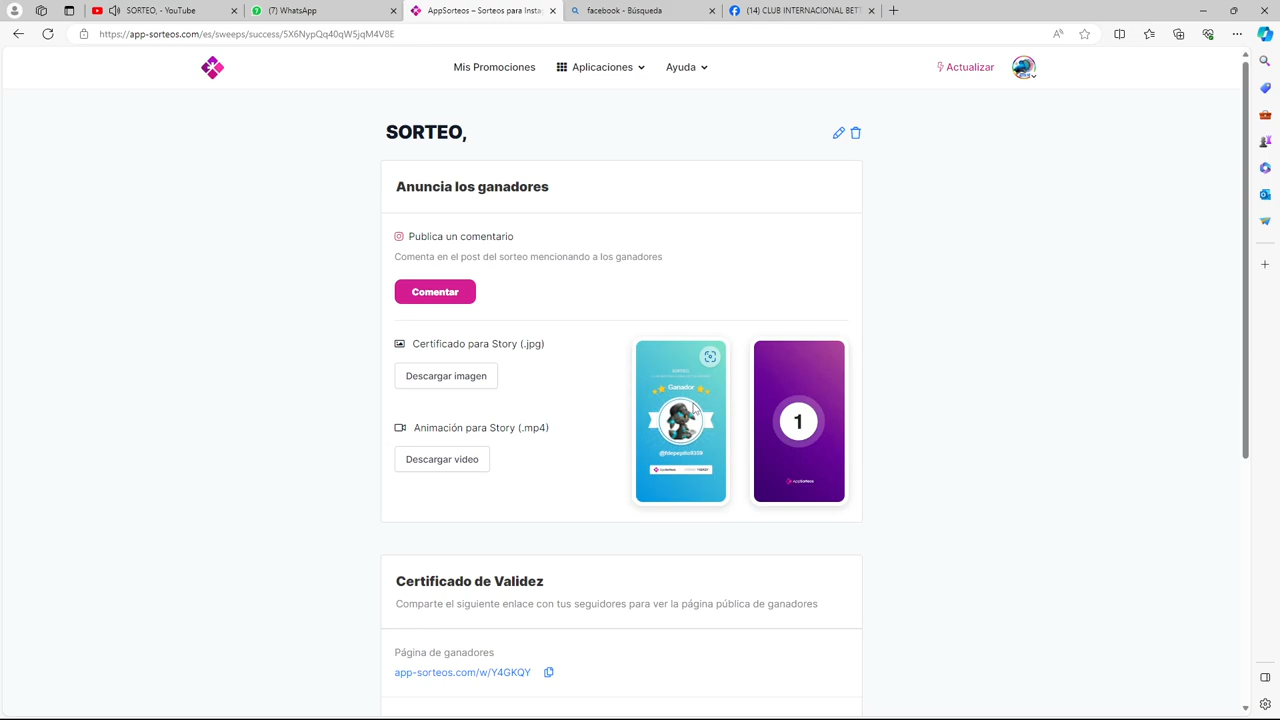 SORTEO, - YouTube
(7) WhatsApp
AppSorteos – Sorteos para Insta
facebook - Búsqueda
(14) CLUB INTERNACIONAL BET
https://app-sorteos.com/es/sweeps/success/5X6NypQq40qW5jqM4V8E
Mis Promociones
Aplicaciones
Ayuda
Actualizar
SORTEO,
Anuncia los ganadores
Publica un comentario
Comenta en el post del sorteo mencionando a los ganadores
Comentar
Certificado para Story (.jpg)
Descargar imagen
Animación para Story (.mp4)
Descargar video
SORTEO
Ganador
AppSorteos
1
AppSorteos
Certificado de Validez
Comparte el siguiente enlace con tus seguidores para ver la página pública de ganadores
Página de ganadores
app-sorteos.com/w/Y4GKQY